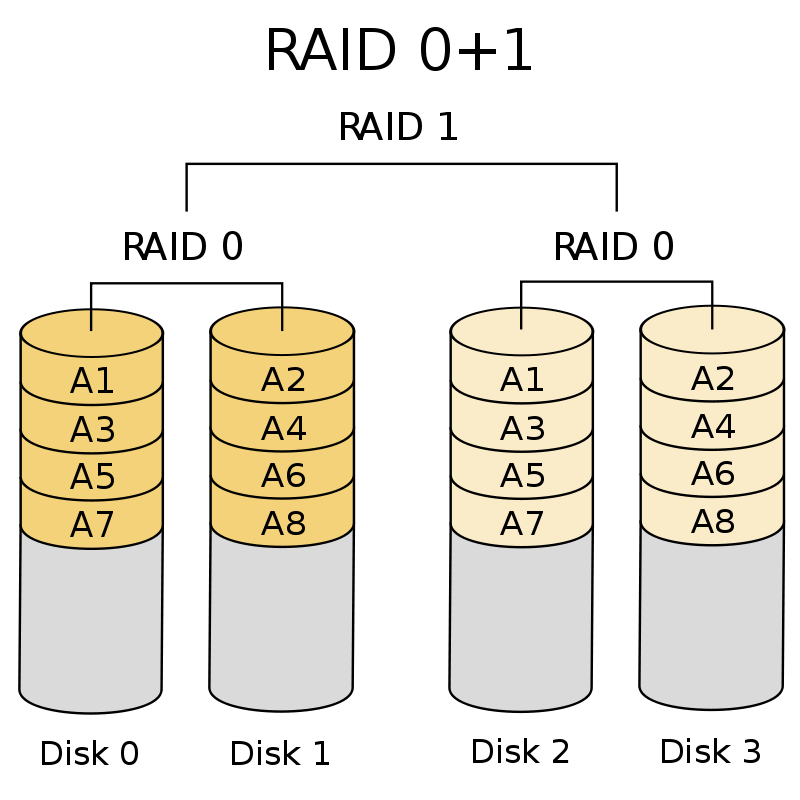 RAID 0+1
RAID 1
RAID 0
RAID 0
A1
A3
A5
A7
Disk 0
A2
A4
A6
A8
Disk 1
A1
A3
A5
A7
Disk 2
A2
A4
A6
A8
Disk 3